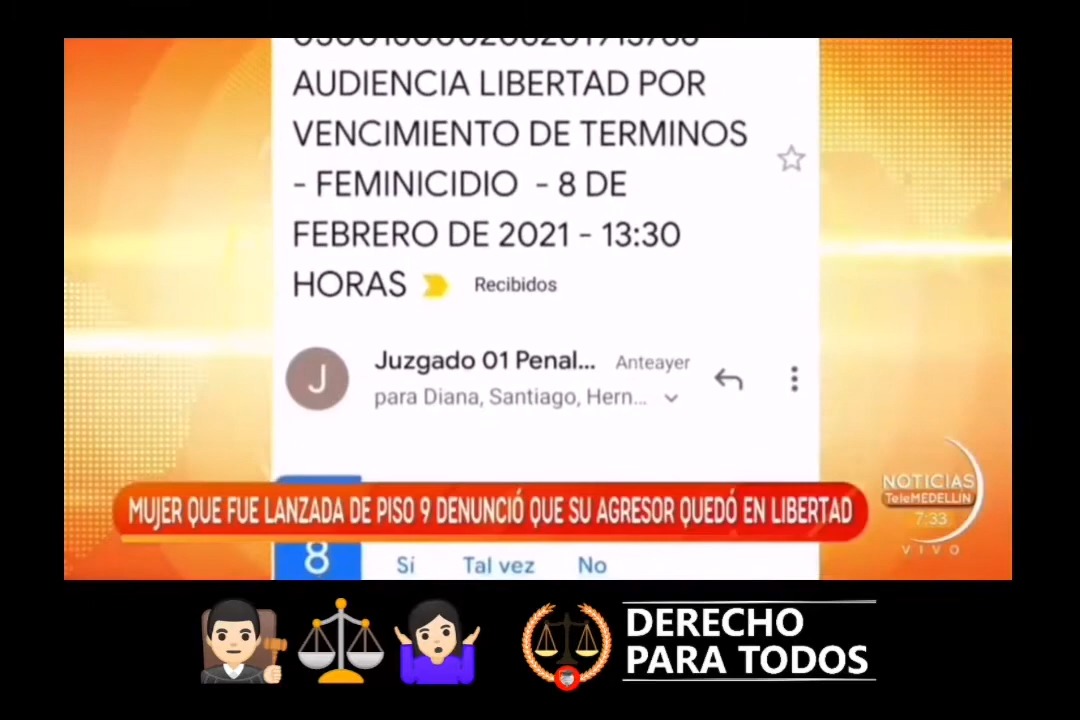 AUDIENCIA LIBERTAD POR
VENCIMIENTO DE TERMINOS
- FEMINICIDIO - 8 DE
FEBRERO DE 2021 - 13:30
HORAS Recibidos
J
Juzgado 01 Penal... Anteayer
para Diana, Santiago, Hern...
MUJER QUE FUE LANZADA DE PISO 9 DENUNCIÓ QUE SU AGRESOR QUEDÓ EN LIBERTAD
NOTICIAS
TeleMEDELLÍN
7:33
VIVO
8
Sí Tal vez No
DERECHO
PARA TODOS